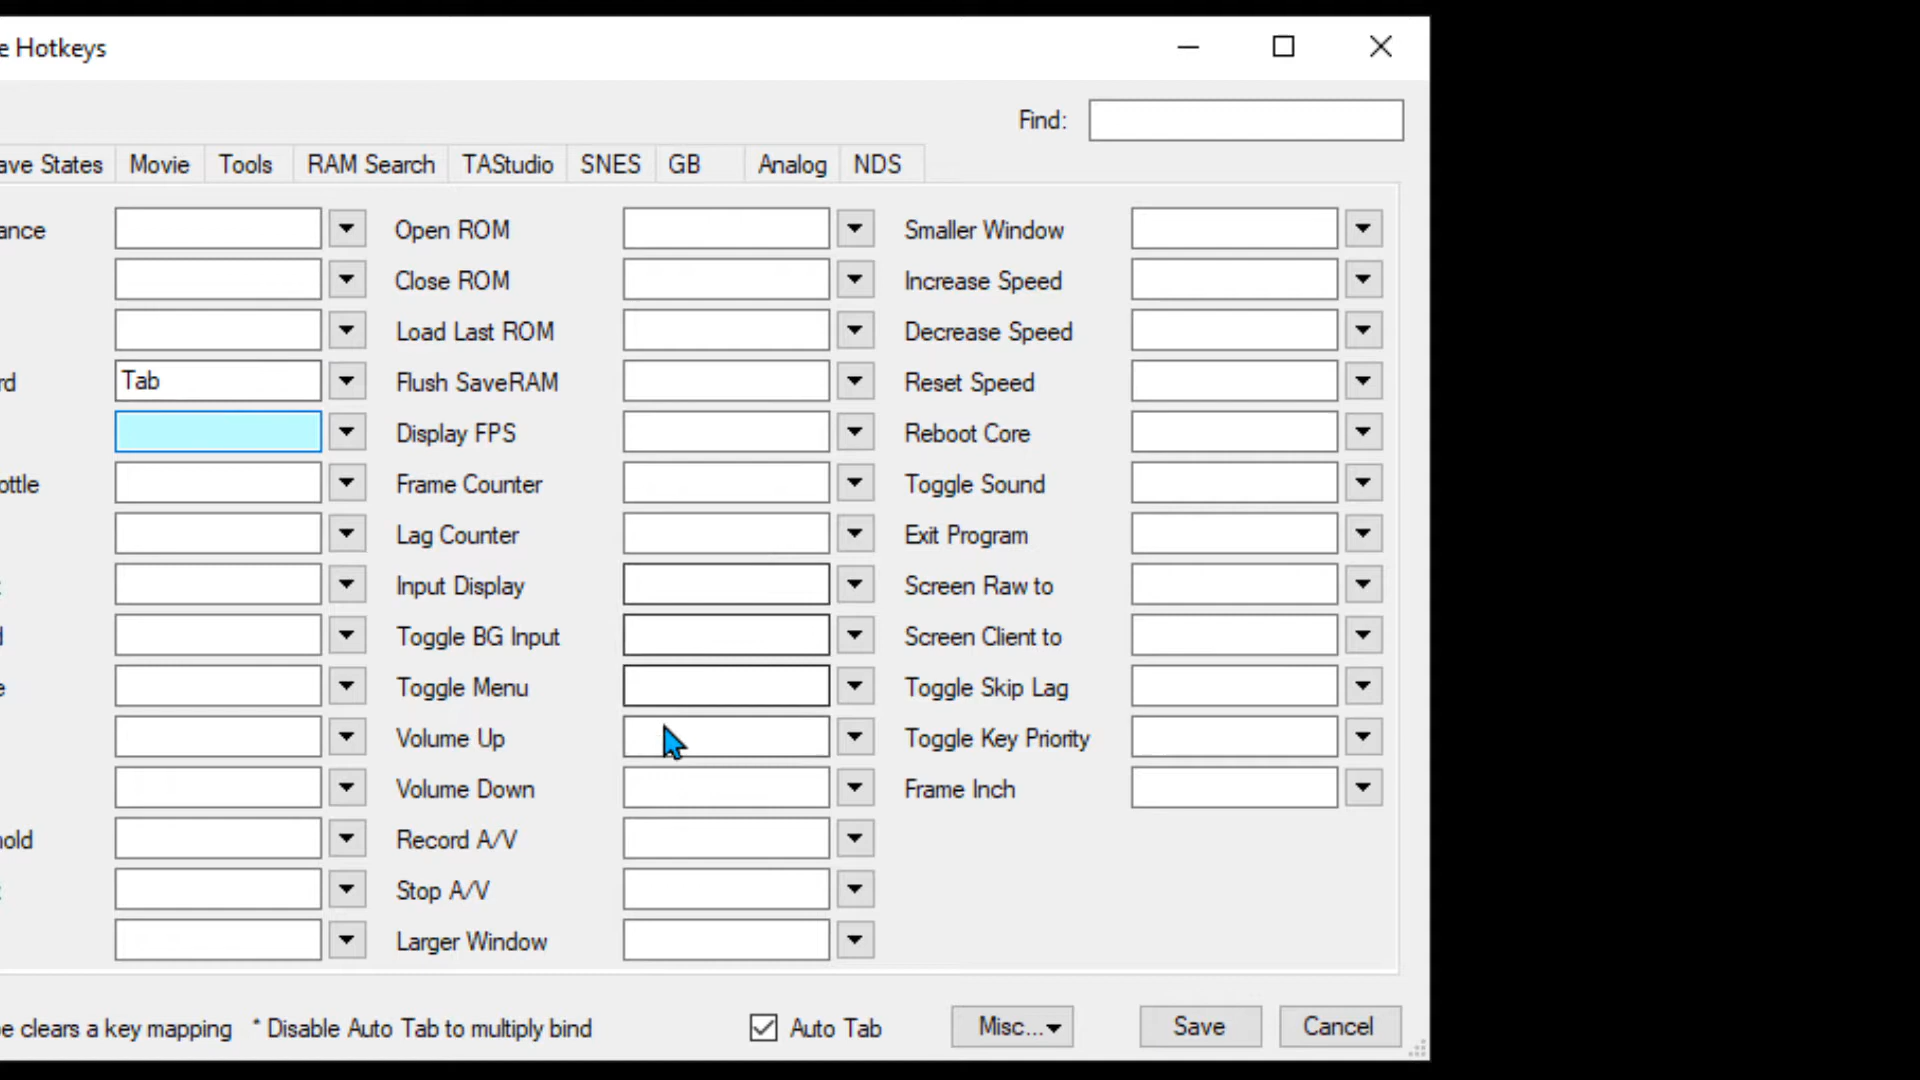 e Hotkeys
Find:
ave States Movie Tools RAM Search TAStudio SNES GB Analog NDS
ance Open ROM Smaller Window
Close ROM Increase Speed
Load Last ROM Decrease Speed
rd Tab Flush SaveRAM Reset Speed
Display FPS Reboot Core
ottle Frame Counter Toggle Sound
Lag Counter Exit Program
Input Display Screen Raw to
Toggle BG Input Screen Client to
e Toggle Menu Toggle Skip Lag
Volume Up Toggle Key Priority
Volume Down Frame Inch
hold Record A/V
Stop A/V
Larger Window
e clears a key mapping * Disable Auto Tab to multiply bind Auto Tab Misc... Save Cancel